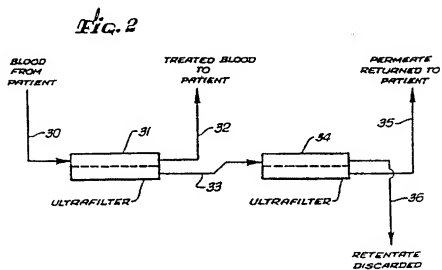 Fig. 2
BLOOD
FROM
PATIENT
TREATED BLOOD
TO
PATIENT
PERMEATE
RETURNED TO
PATIENT
30
31
32
33
34
35
36
ULTRAFILTER
ULTRAFILTER
RETENTATE
DISCARDED